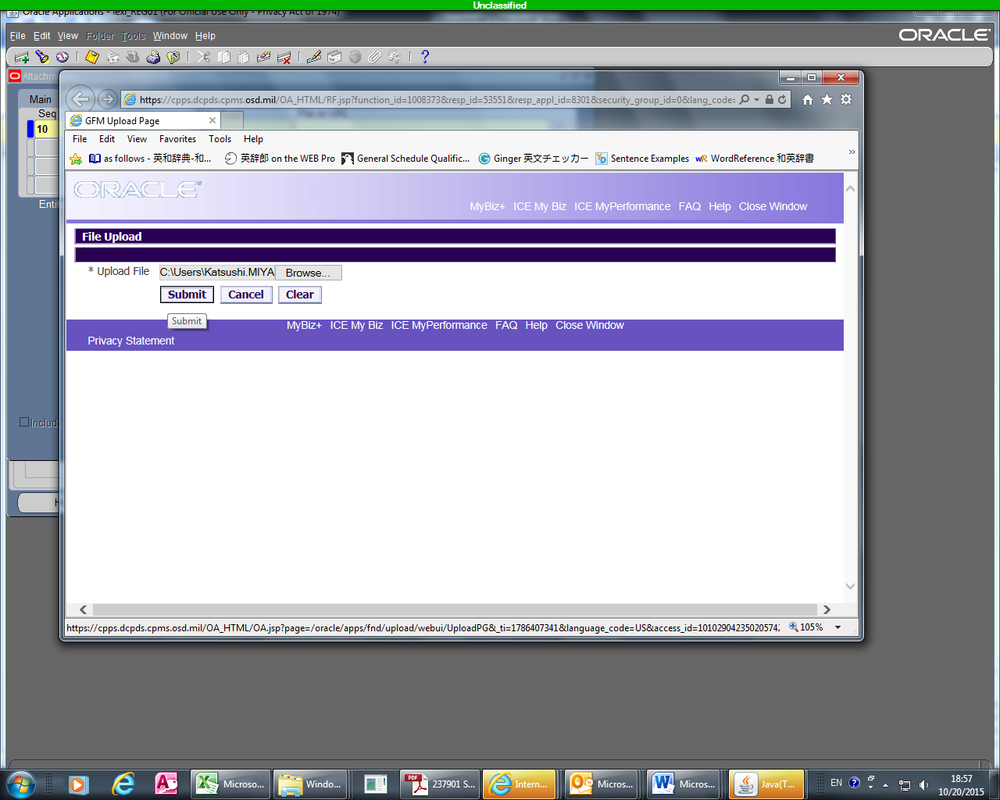 Unclassified
Oracle Applications - Texi_REG01 (For Official Use Only - Privacy Act of 1974)
File Edit View Folder Tools Window Help
ORACLE
Attachm
Main
Seq
10
Entit
Includ
H
https://cpps.dcpds.cpms.osd.mil/OA_HTML/RF.jsp?function_id=1008373&resp_id=53551&resp_appl_id=8301&security_group_id=0&lang_code=
GFM Upload Page
File or URL
File Edit View Favorites Tools Help
as follows - 英和辞典-和... 英辞郎 on the WEB Pro General Schedule Qualific... Ginger 英文チェッカー Sentence Examples WordReference 和英辞書
ORACLE
MyBiz+ ICE My Biz ICE MyPerformance FAQ Help Close Window
File Upload
* Upload File C:\Users\Katsushi.MIYA Browse...
Submit Cancel Clear
Submit
MyBiz+ ICE My Biz ICE MyPerformance FAQ Help Close Window
Privacy Statement
https://cpps.dcpds.cpms.osd.mil/OA_HTML/OA.jsp?page=/oracle/apps/fnd/upload/webui/UploadPG&_ti=1786407341&language_code=US&access_id=10102904235020574: 105%
Microso... Windo... 237901 S... Intern... Micros... Micros... Java(T... EN 18:57
10/20/2015